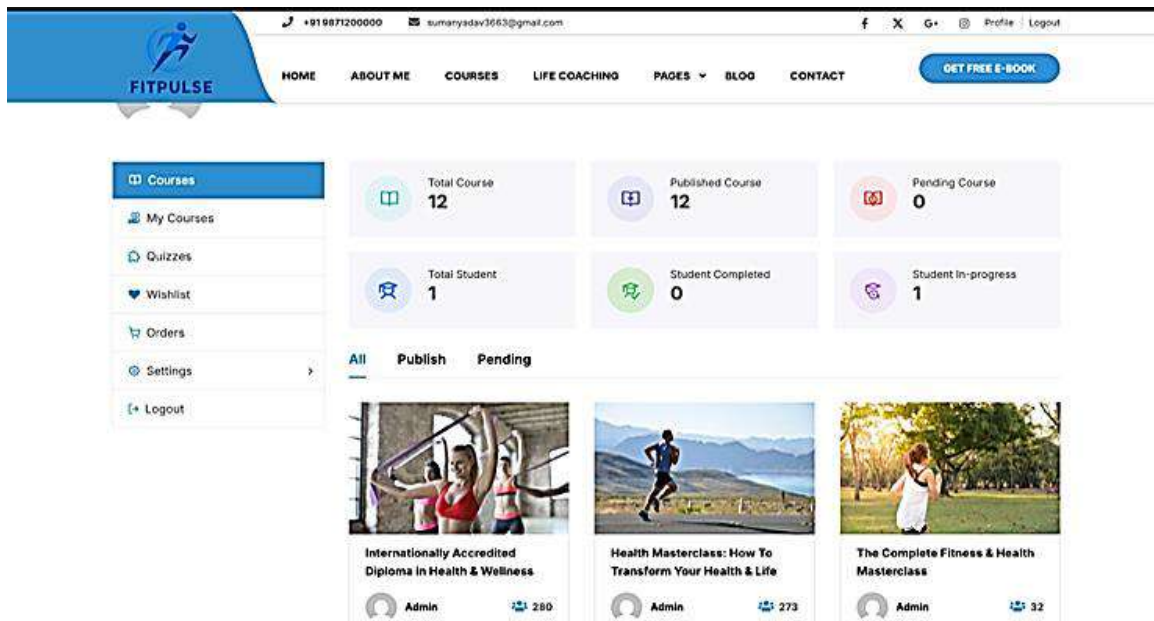 +919871200000 sumanyadav3663@gmail.com G+ Profile Logout
FITPULSE
HOME ABOUT ME COURSES LIFE COACHING PAGES BLOG CONTACT GET FREE E-BOOK
Courses
My Courses
Quizzes
Wishlist
Orders
Settings
Logout
Total Course
12
Published Course
12
Pending Course
0
Total Student
1
Student Completed
0
Student In-progress
1
All Publish Pending
Internationally Accredited
Diploma in Health & Wellness
Admin 280
Health Masterclass: How To
Transform Your Health & Life
Admin 273
The Complete Fitness & Health
Masterclass
Admin 32